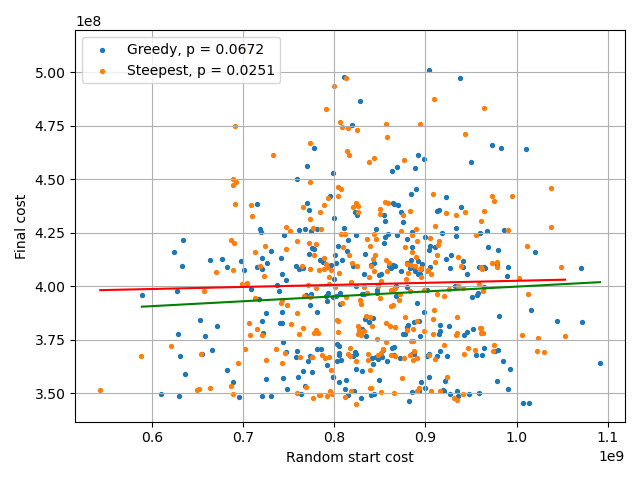 1e8
Greedy, p = 0.0672
Steepest, p = 0.0251
5.00
4.75
4.50
4.25
4.00
3.75
3.50
Final cost
0.6 0.7 0.8 0.9 1.0 1.1
Random start cost
1e9